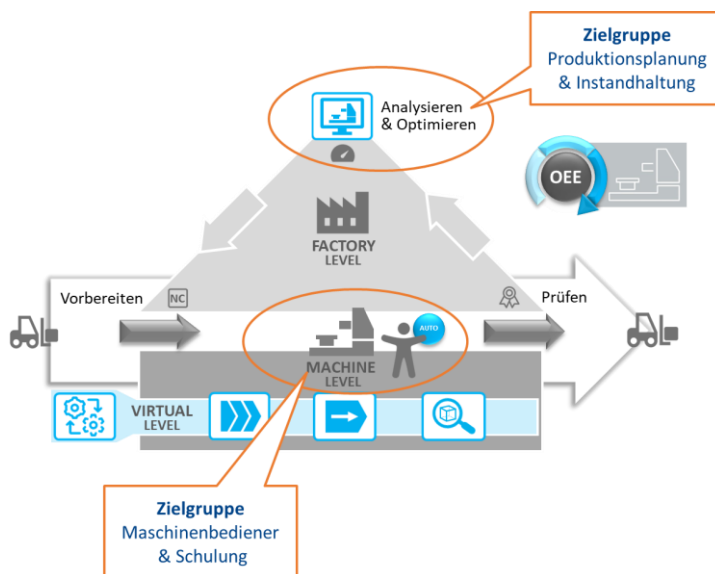 Zielgruppe
Produktionsplanung
& Instandhaltung
Analysieren
& Optimieren
OEE
FACTORY
LEVEL
Vorbereiten
NC
Prüfen
AUTO
MACHINE
LEVEL
VIRTUAL
LEVEL
Zielgruppe
Maschinenbediener
& Schulung